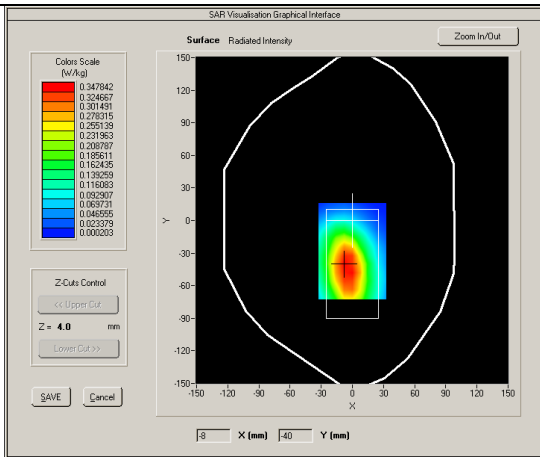 SAR Visualisation Graphical Interface
Surface Radiated Intensity
Zoom In/Out
Colors Scale
(W/kg)
0.347842
0.324667
0.301491
0.278315
0.255139
0.231963
0.208787
0.185611
0.162435
0.139259
0.116083
0.092907
0.069731
0.046555
0.023379
0.000203
Z-Cuts Control
<< Upper Cut
Z = 4.0 mm
Lower Cut >>
SAVE Cancel
150
120
90
60
30
0
-30
-60
-90
-120
-150
Y
-150 -120 -90 -60 -30 0 30 60 90 120 150
X
-8 X (mm) -40 Y (mm)